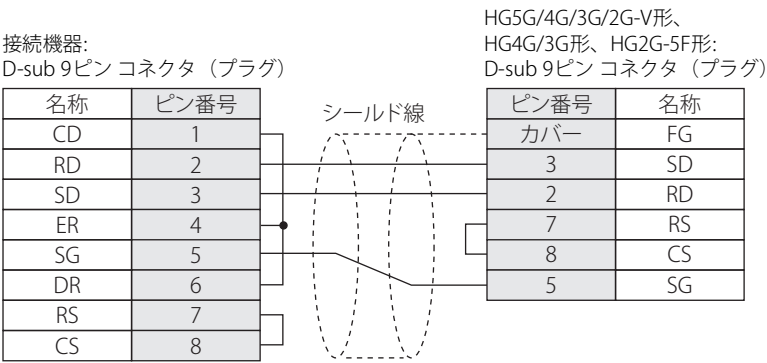 接続機器:
D-sub 9ピン コネクタ（プラグ）
HG5G/4G/3G/2G-V形、
HG4G/3G形、HG2G-5F形:
D-sub 9ピン コネクタ（プラグ）
名称 ピン番号 シールド線 ピン番号 名称
CD 1 カバー FG
RD 2 3 SD
SD 3 2 RD
ER 4 7 RS
SG 5 8 CS
DR 6 5 SG
RS 7
CS 8